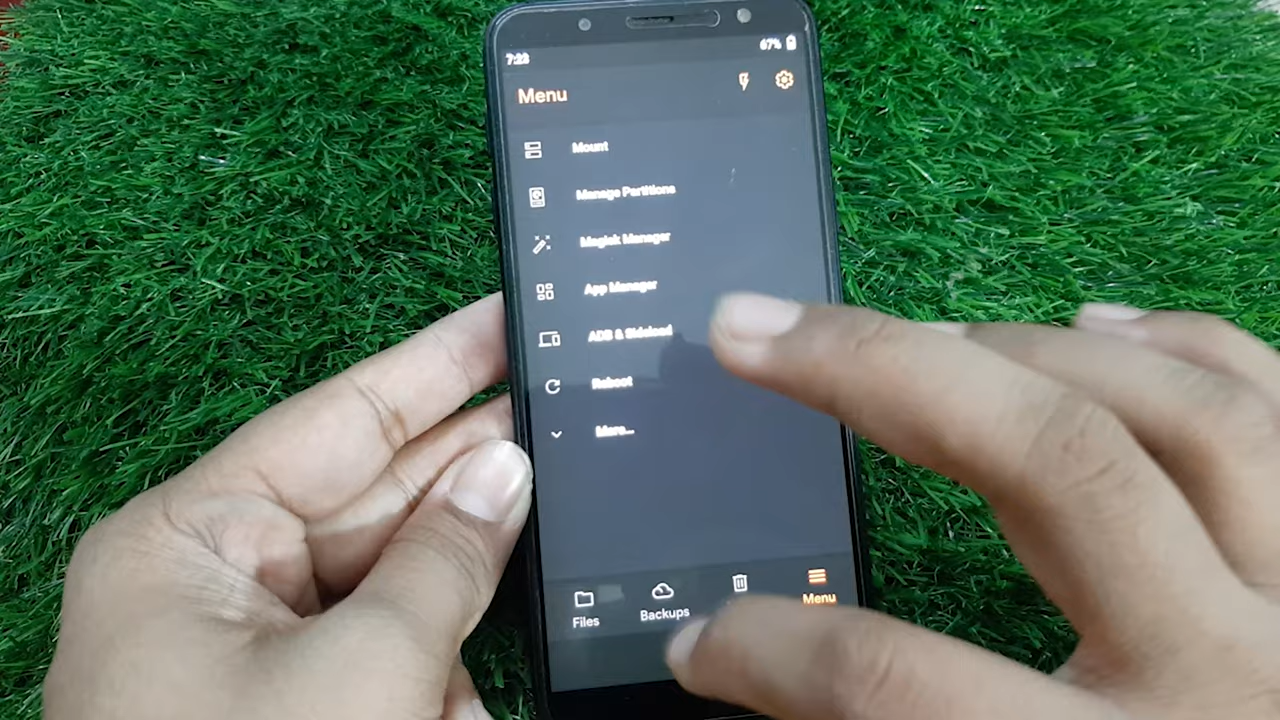 7:23
67%
Menu
Mount
Manage Partitions
Magisk Manager
App Manager
ADB & Sideload
Reboot
More...
Files
Backups
Menu